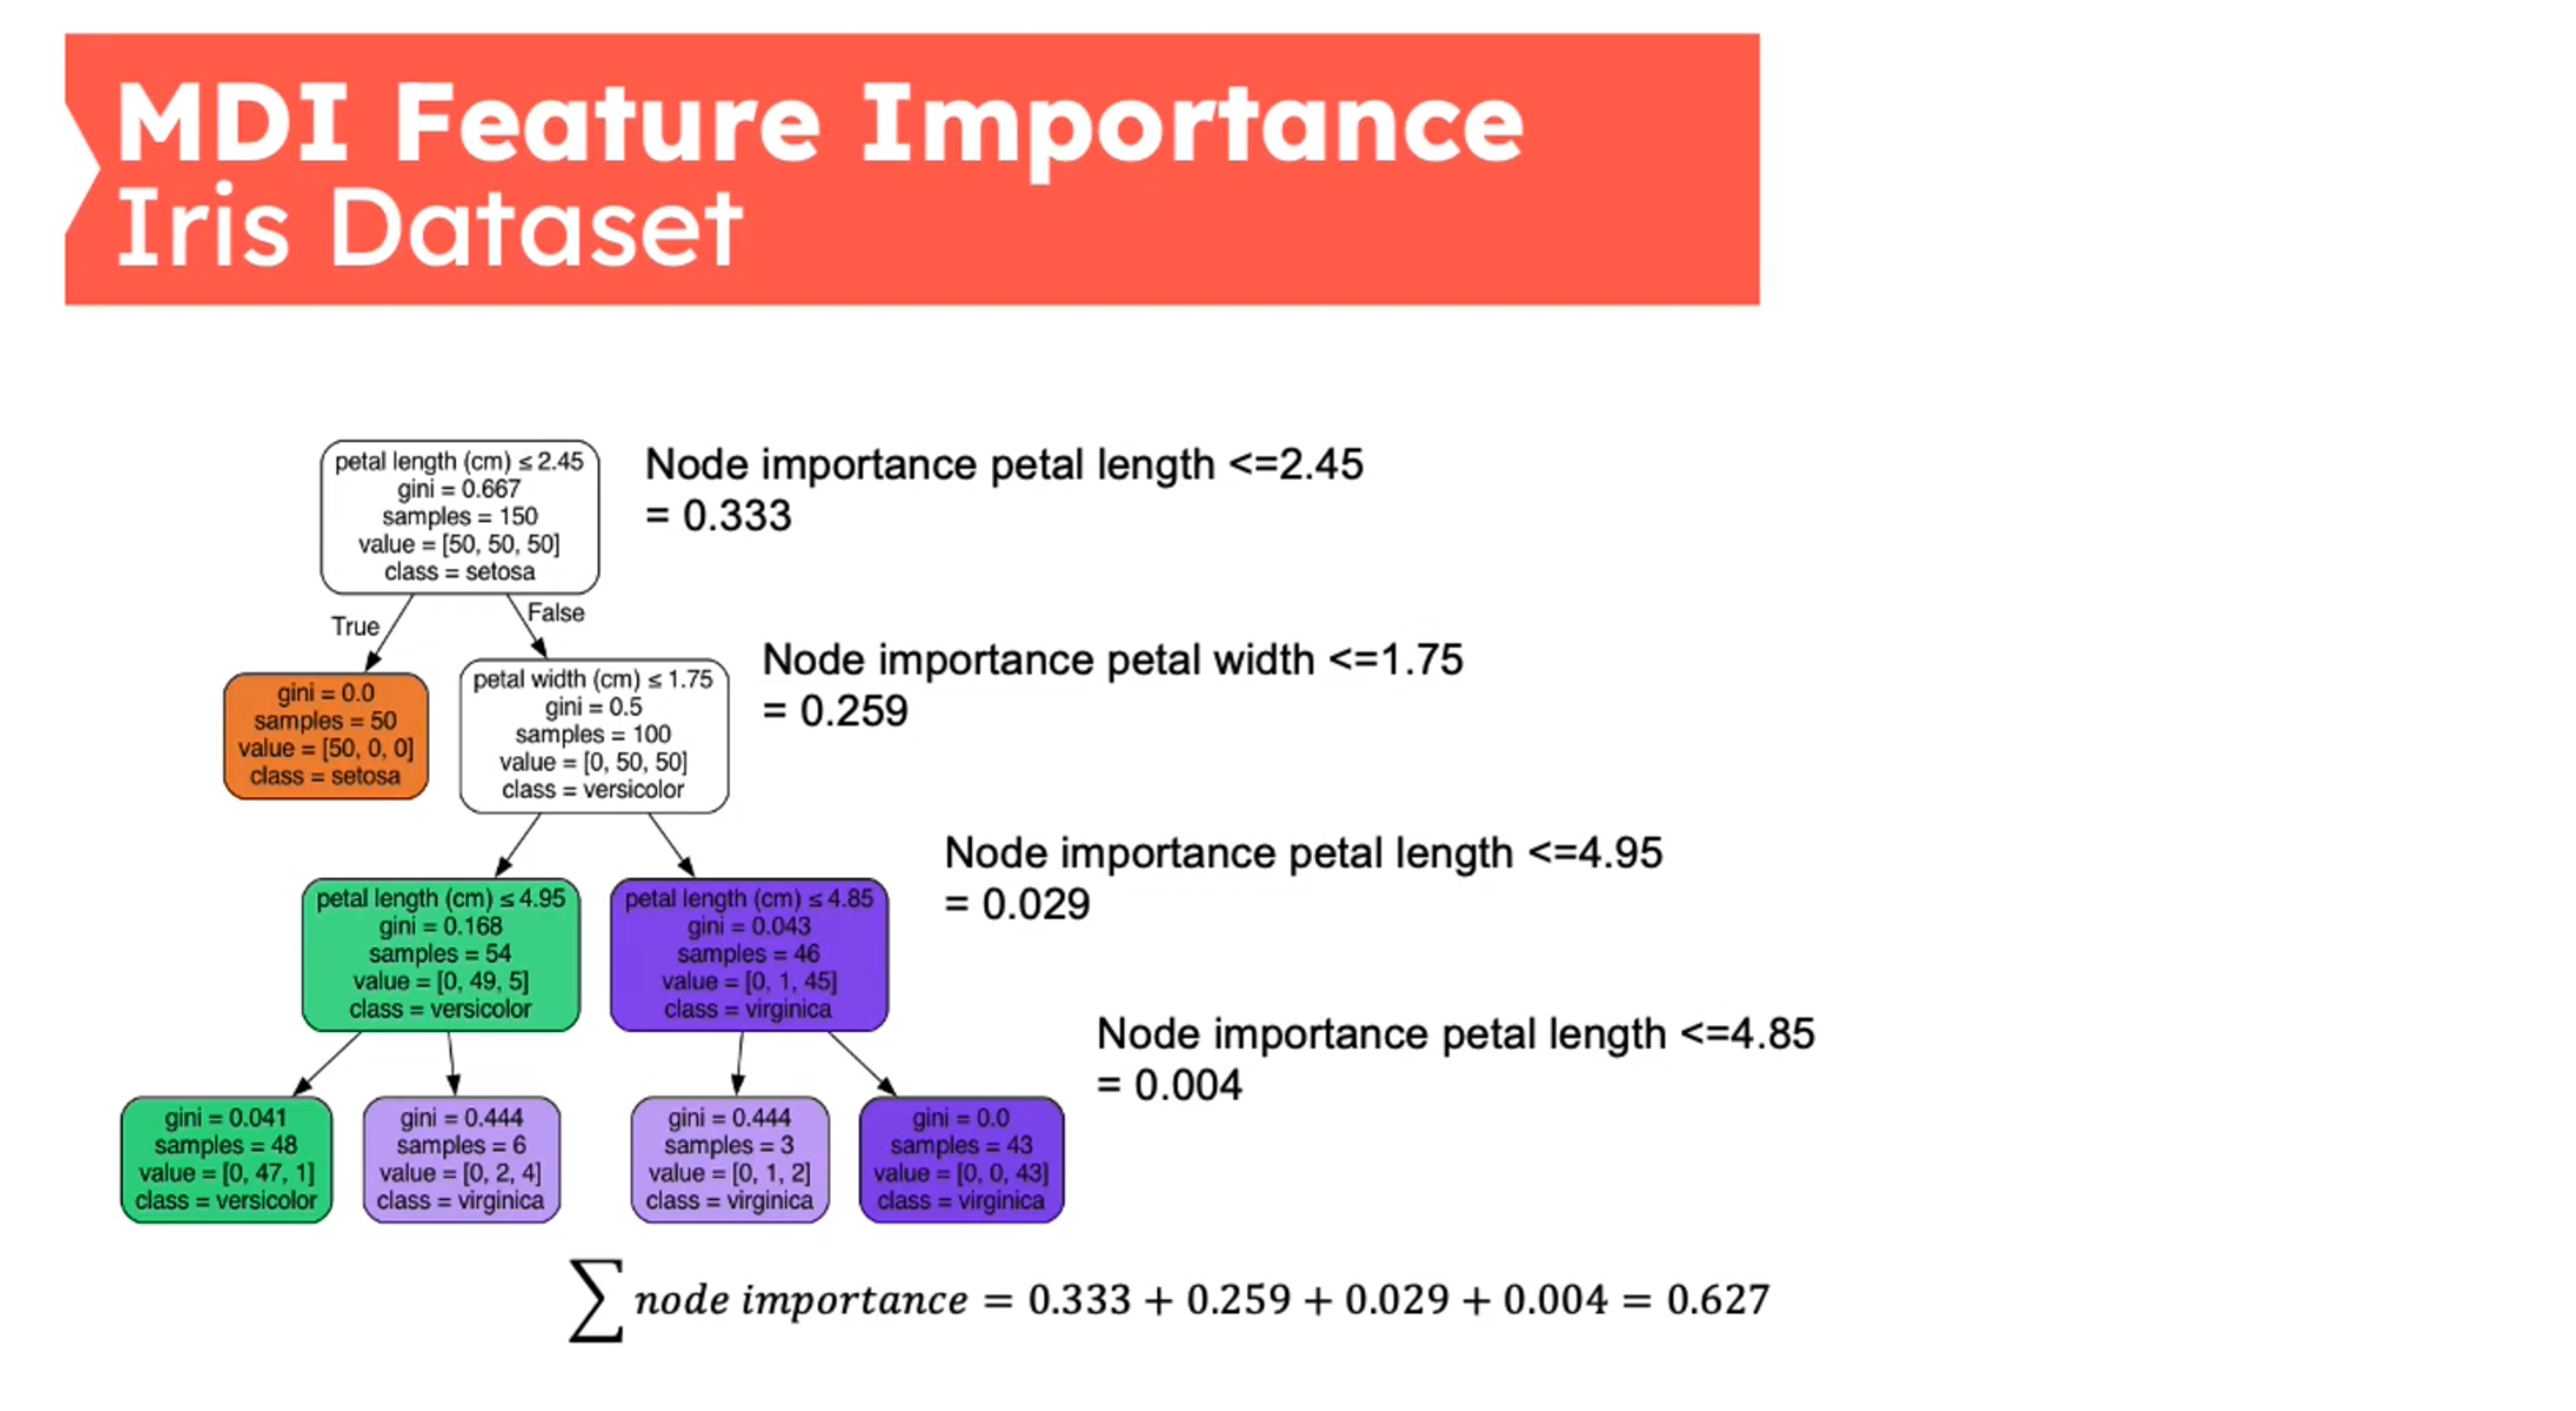 MDI Feature Importance
Iris Dataset
petal length (cm) ≤ 2.45
gini = 0.667
samples = 150
value = [50, 50, 50]
class = setosa
Node importance petal length <=2.45
= 0.333
True
False
gini = 0.0
samples = 50
value = [50, 0, 0]
class = setosa
petal width (cm) ≤ 1.75
gini = 0.5
samples = 100
value = [0, 50, 50]
class = versicolor
Node importance petal width <=1.75
= 0.259
petal length (cm) ≤ 4.95
gini = 0.168
samples = 54
value = [0, 49, 5]
class = versicolor
petal length (cm) ≤ 4.85
gini = 0.043
samples = 46
value = [0, 1, 45]
class = virginica
Node importance petal length <=4.95
= 0.029
Node importance petal length <=4.85
= 0.004
gini = 0.041
samples = 48
value = [0, 47, 1]
class = versicolor
gini = 0.444
samples = 6
value = [0, 2, 4]
class = virginica
gini = 0.444
samples = 3
value = [0, 1, 2]
class = virginica
gini = 0.0
samples = 43
value = [0, 0, 43]
class = virginica
∑ node importance = 0.333 + 0.259 + 0.029 + 0.004 = 0.627